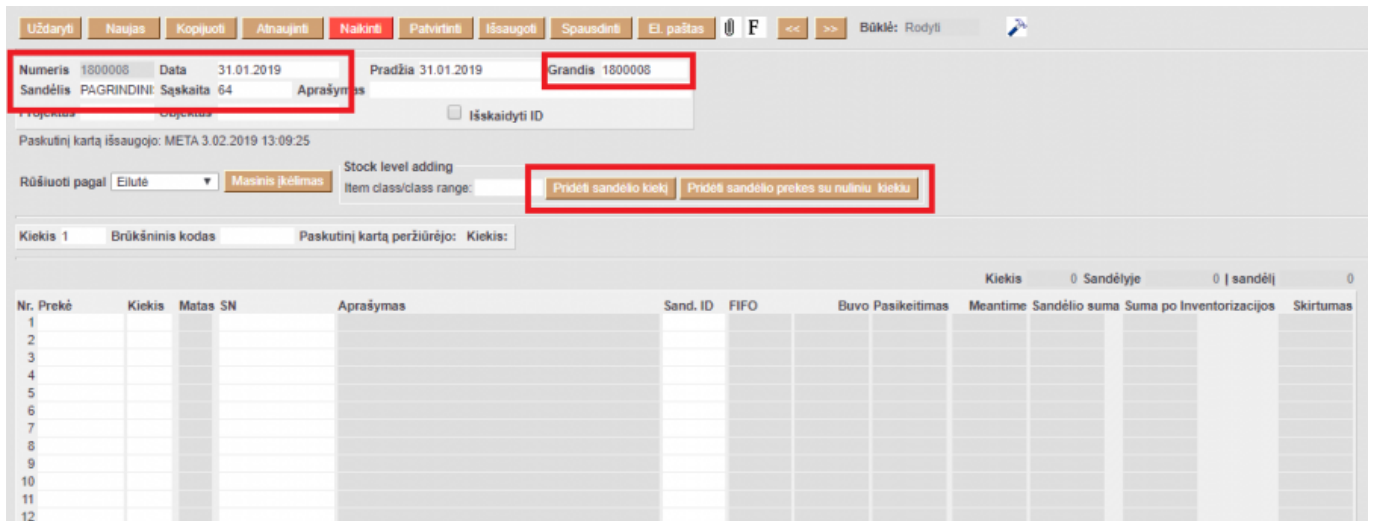 Uždaryti Naujas Kopijuoti Atnaujinti Naikinti Patvirtinti Išsaugoti Spausdinti El. paštas F << >> Būklė: Rodyti
Numeris 1800008 Data 31.01.2019 Pradžia 31.01.2019 Grandis 1800008
Sandėlis PAGRINDINI: Sąskaita 64 Aprašymas
Projektas Objektas Išskaidyti ID
Paskutinį kartą išsaugojo: META 3.02.2019 13:09:25
Stock level adding
Rūšiuoti pagal Eilutė Masinis įkėlimas Item class/class range: Pridėti sandėlio kiekį Pridėti sandėlio prekes su nuliniu kiekiu
Kiekis 1 Brūkšninis kodas Paskutinį kartą peržiūrėjo: Kiekis:
Kiekis 0 Sandėlyje 0 Į sandėlį 0
Nr. Prekė Kiekis Matas SN Aprašymas Sand. ID FIFO Buvo Pasikeitimas Meantime Sandėlio suma Suma po Inventorizacijos Skirtumas
1
2
3
4
5
6
7
8
9
10
11
12